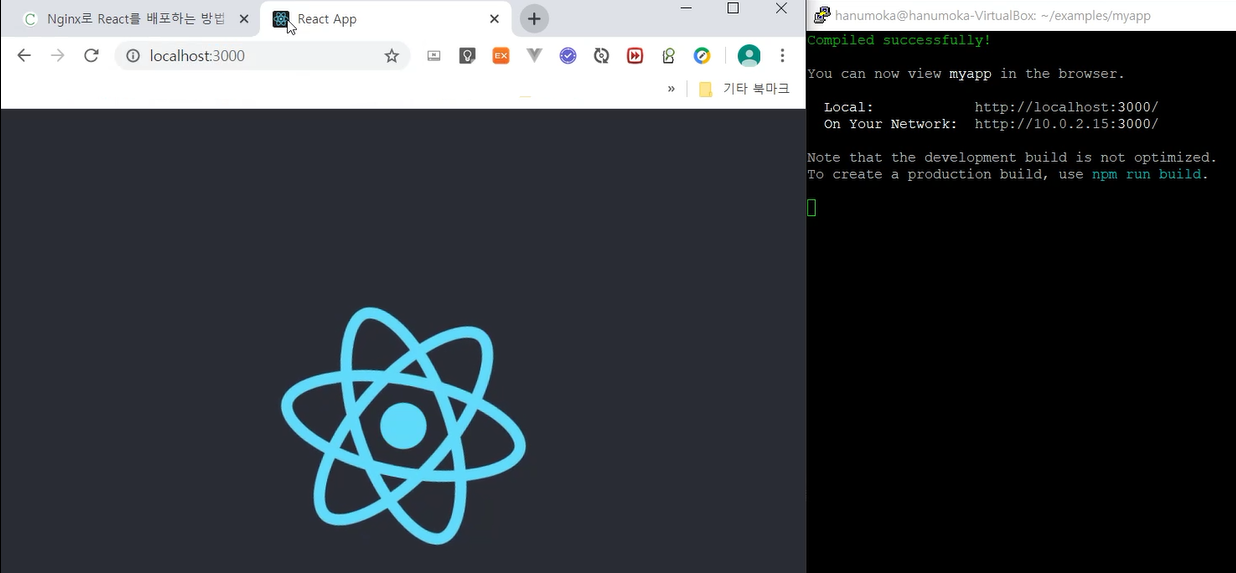 Nginx로 React를 배포하는 방법
React App
localhost:3000
EX
»
기타 북마크
hanumoka@hanumoka-VirtualBox: ~/examples/myapp
Compiled successfully!
You can now view myapp in the browser.
Local: http://localhost:3000/
On Your Network: http://10.0.2.15:3000/
Note that the development build is not optimized.
To create a production build, use npm run build.